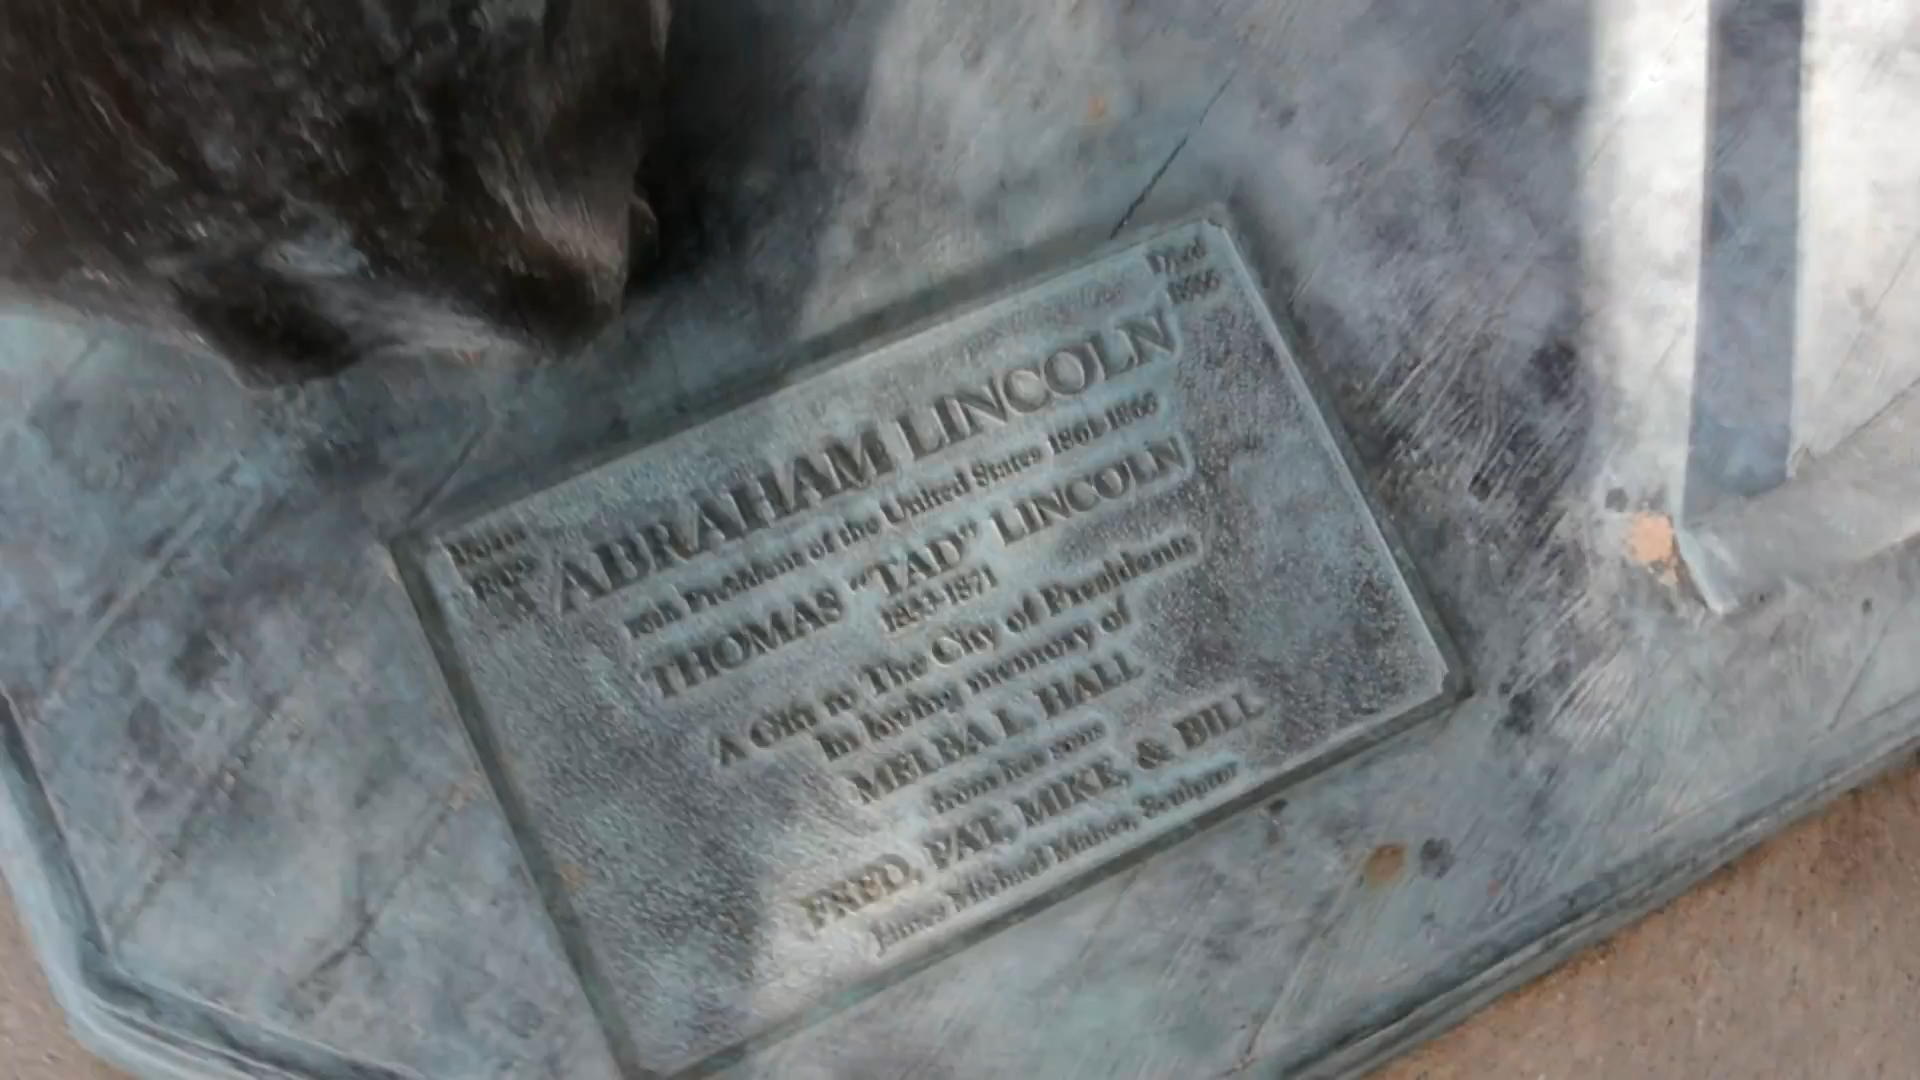 Born
Died
ABRAHAM LINCOLN
16th President of the United States 1861-1865
THOMAS "TAD" LINCOLN
1853-1871
A Gift to The City of Presidents
In loving memory of
MELBA L. HALL
from her sons
FRED, PAT, MIKE, & BILL
James Michael Maher, Sculptor